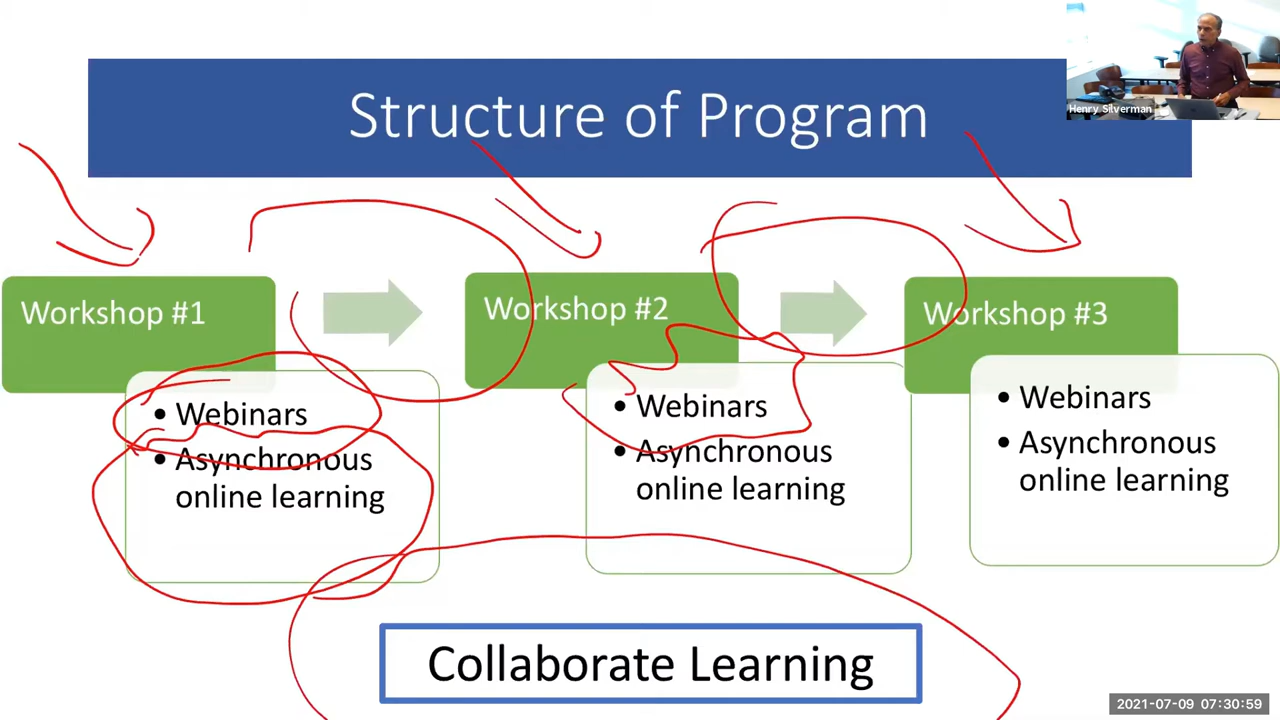 Structure of Program
Henry Silverman
Workshop #1
• Webinars
• Asynchronous
online learning
Workshop #2
• Webinars
• Asynchronous
online learning
Workshop #3
• Webinars
• Asynchronous
online learning
Collaborate Learning
2021-07-09 07:30:59